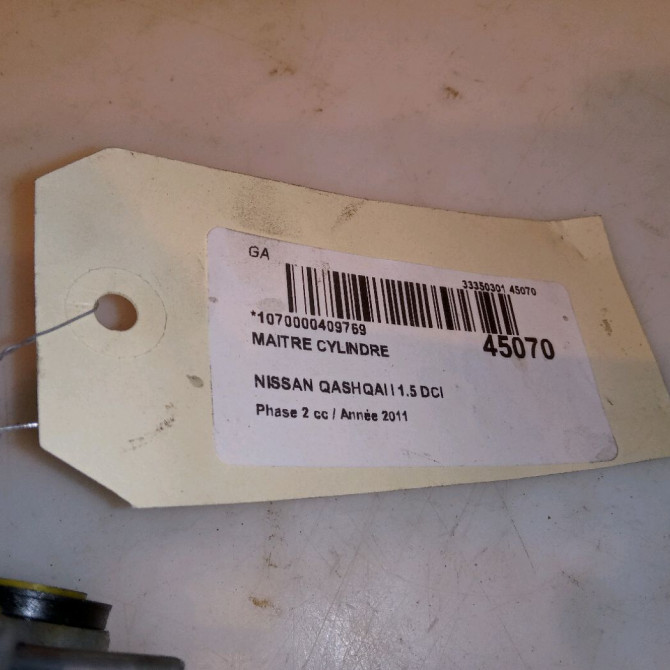 GA
33350301 45070
*1070000409769
MAITRE CYLINDRE
45070
NISSAN QASHQAI I 1.5 DCI
Phase 2 cc / Année 2011